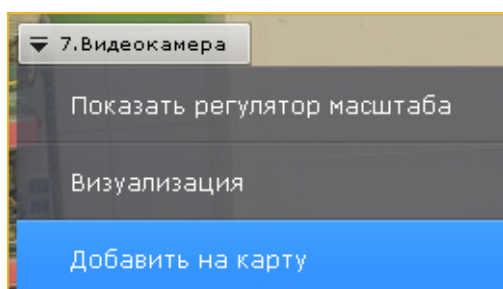 7.Видеокамера
Показать регулятор масштаба
Визуализация
Добавить на карту